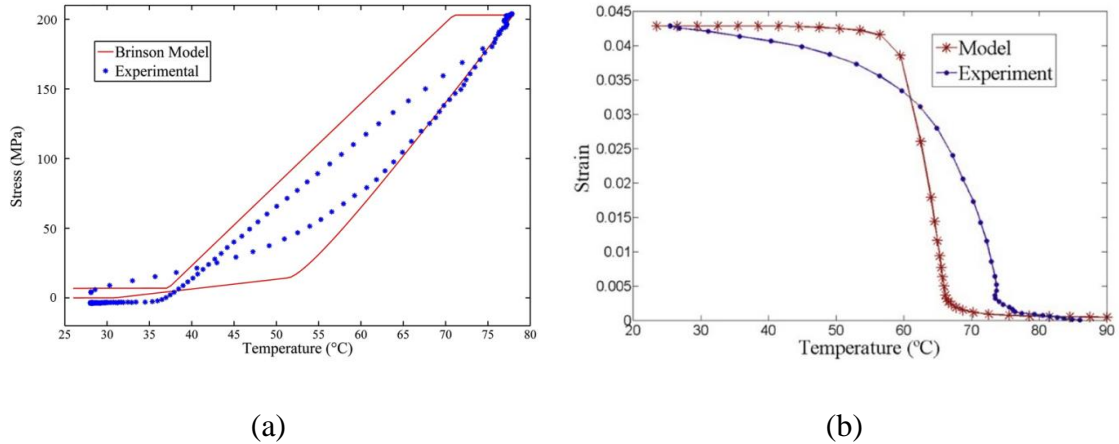 200
150
100
50
0
Stress (MPa)
Brinson Model
Experimental
25 30 35 40 45 50 55 60 65 70 75 80
Temperature (°C)
(a)
0.045
0.04
0.035
0.03
0.025
0.02
0.015
0.01
0.005
0
Strain
Model
Experiment
20 30 40 50 60 70 80 90
Temperature (ºC)
(b)